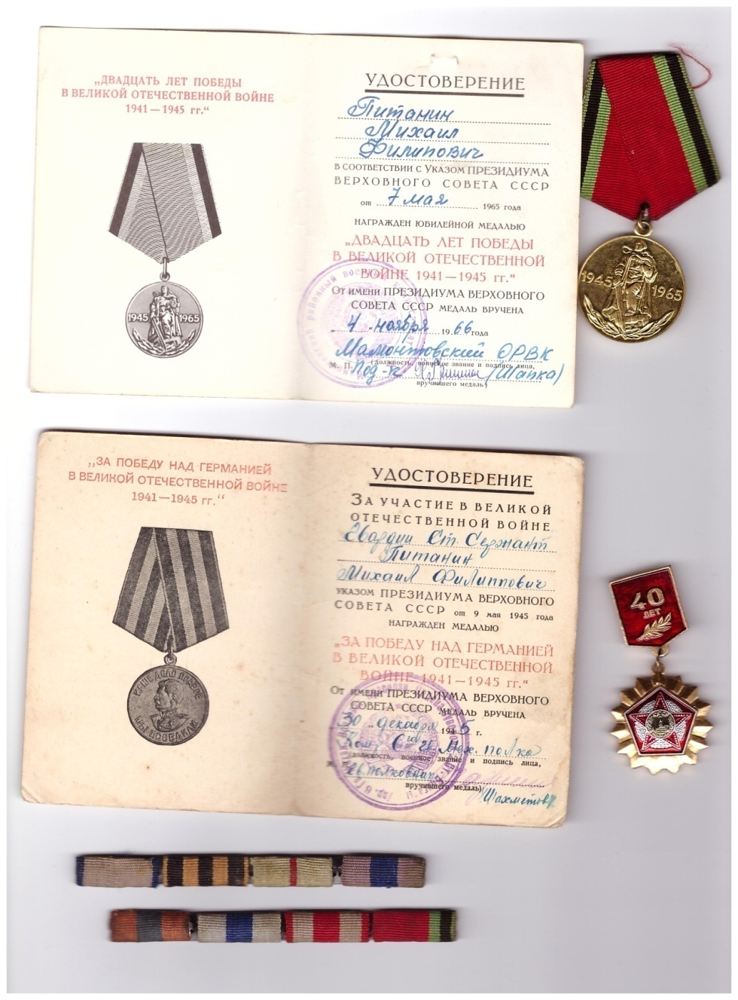 „ДВАДЦАТЬ ЛЕТ ПОБЕДЫ
В ВЕЛИКОЙ ОТЕЧЕСТВЕННОЙ ВОЙНЕ
1941—1945 гг.“
1945 1965
УДОСТОВЕРЕНИЕ
Питанин
Михаил
Филипович
В СООТВЕТСТВИИ С УКАЗОМ ПРЕЗИДИУМА
ВЕРХОВНОГО СОВЕТА СССР
от 7 мая 1965 года
НАГРАЖДЕН ЮБИЛЕЙНОЙ МЕДАЛЬЮ
„ДВАДЦАТЬ ЛЕТ ПОБЕДЫ
В ВЕЛИКОЙ ОТЕЧЕСТВЕННОЙ
ВОЙНЕ 1941—1945 гг.“
От имени ПРЕЗИДИУМА ВЕРХОВНОГО
СОВЕТА СССР МЕДАЛЬ ВРУЧЕНА
„4 “ ноября 1966 года
Мамонтовский ОРВК
(должность, воинское звание и подпись лица,
М. П. Под-к (Шапка)
вручившего медаль)
1945 1965
„ЗА ПОБЕДУ НАД ГЕРМАНИЕЙ
В ВЕЛИКОЙ ОТЕЧЕСТВЕННОЙ ВОЙНЕ
1941—1945 гг.“
НАШЕ ДЕЛО ПРАВОЕ
МЫ ПОБЕДИЛИ
УДОСТОВЕРЕНИЕ
ЗА УЧАСТИЕ В ВЕЛИКОЙ
ОТЕЧЕСТВЕННОЙ ВОЙНЕ
Гвардии Ст. Сержант
Питанин
Михаил Филиппович
УКАЗОМ ПРЕЗИДИУМА ВЕРХОВНОГО
СОВЕТА СССР от 9 мая 1945 года
НАГРАЖДЕН МЕДАЛЬЮ
„ЗА ПОБЕДУ НАД ГЕРМАНИЕЙ
В ВЕЛИКОЙ ОТЕЧЕСТВЕННОЙ
ВОЙНЕ 1941—1945 гг.“
От имени ПРЕЗИДИУМА ВЕРХОВНОГО
СОВЕТА СССР МЕДАЛЬ ВРУЧЕНА
30 „ декабря 1945 г.
Ком. 6 гв. Мех. полка
(должность, военное звание и подпись лица,
гв. полковник
вручившего медаль)
(Шахметов)
40
ЛЕТ